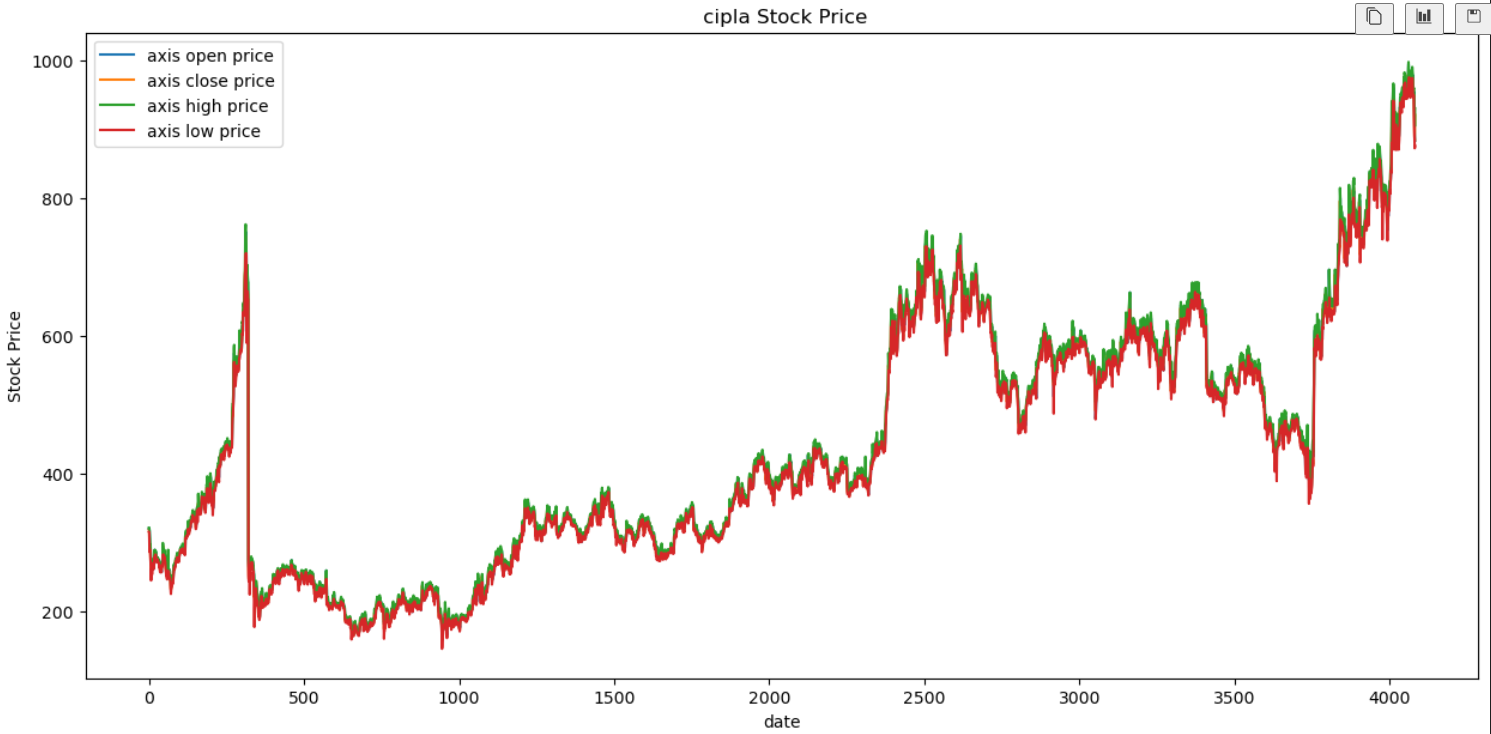 cipla Stock Price
axis open price
axis close price
axis high price
axis low price
1000
800
600
400
200
Stock Price
0 500 1000 1500 2000 2500 3000 3500 4000
date